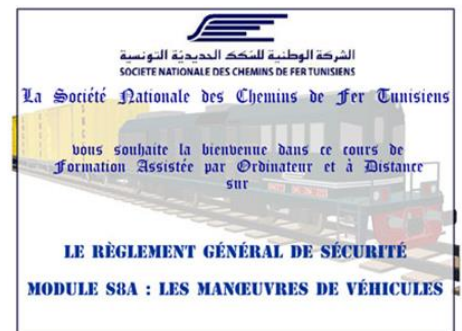 الشركة الوطنية للسكك الحديدية التونسية
SOCIETE NATIONALE DES CHEMINS DE FER TUNISIENS
La Société Nationale des Chemins de Fer Tunisiens
vous souhaite la bienvenue dans ce cours de
Formation Assistée par Ordinateur et à Distance
sur
LE RÈGLEMENT GÉNÉRAL DE SÉCURITÉ
MODULE S8A : LES MANŒUVRES DE VÉHICULES